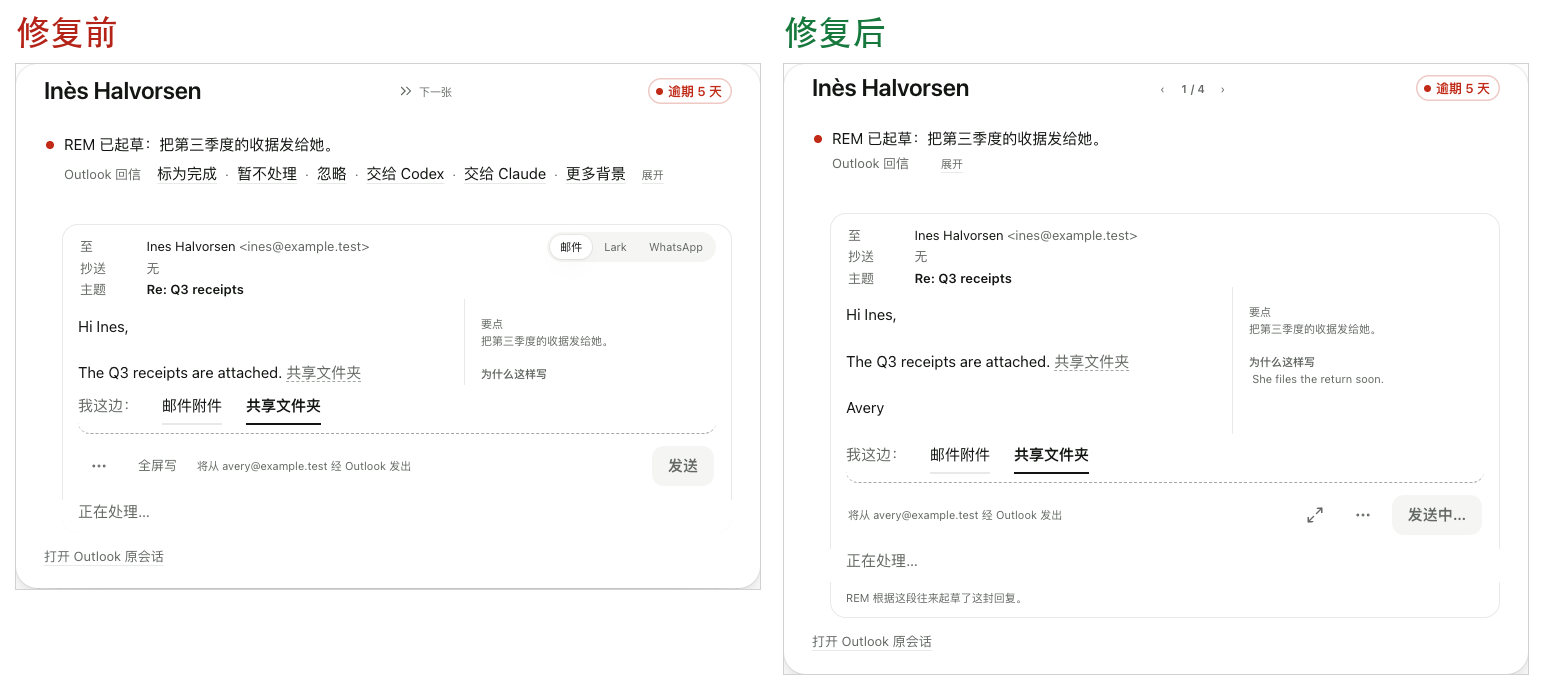 修复前
Inès Halvorsen
下一张
逾期 5 天
REM 已起草：把第三季度的收据发给她。
Outlook 回信 标为完成 · 暂不处理 · 忽略 · 交给 Codex · 交给 Claude · 更多背景 展开
至 Ines Halvorsen <ines@example.test>
邮件 Lark WhatsApp
抄送 无
主题 Re: Q3 receipts
Hi Ines,
The Q3 receipts are attached. 共享文件夹
要点
把第三季度的收据发给她。
为什么这样写
我这边： 邮件附件 共享文件夹
··· 全屏写 将从 avery@example.test 经 Outlook 发出 发送
正在处理…
打开 Outlook 原会话
修复后
Inès Halvorsen
‹ 1 / 4 ›
逾期 5 天
REM 已起草：把第三季度的收据发给她。
Outlook 回信 展开
至 Ines Halvorsen <ines@example.test>
抄送 无
主题 Re: Q3 receipts
Hi Ines,
The Q3 receipts are attached. 共享文件夹
Avery
要点
把第三季度的收据发给她。
为什么这样写
She files the return soon.
我这边： 邮件附件 共享文件夹
将从 avery@example.test 经 Outlook 发出 ··· 发送中…
正在处理…
REM 根据这段往来起草了这封回复。
打开 Outlook 原会话